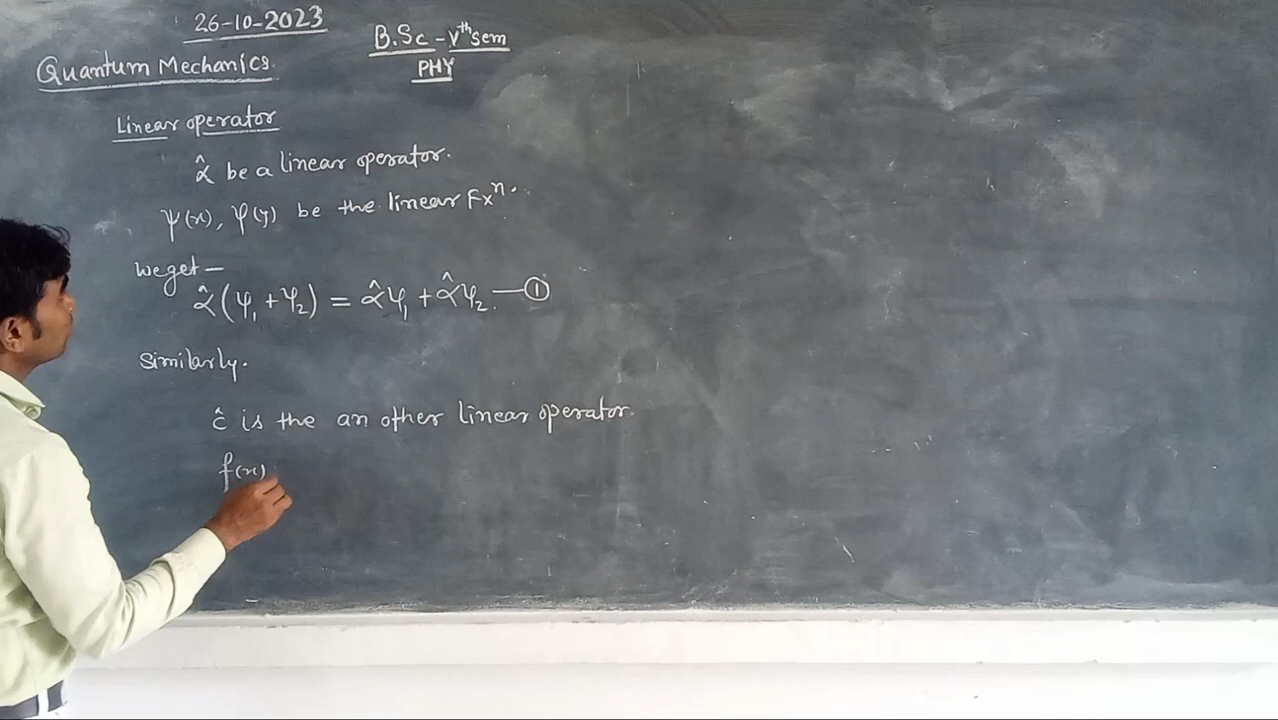 26-10-2023
B.Sc - Vth Sem
PHY
Quantum Mechanics.
Linear operator
α̂ be a linear operator.
ψ(x), φ(y) be the linear Fxⁿ.
We get –
α̂(ψ₁ + ψ₂) = α̂ψ₁ + α̂ψ₂. — ①
Similarly.
ĉ is the an other linear operator.
f(x)